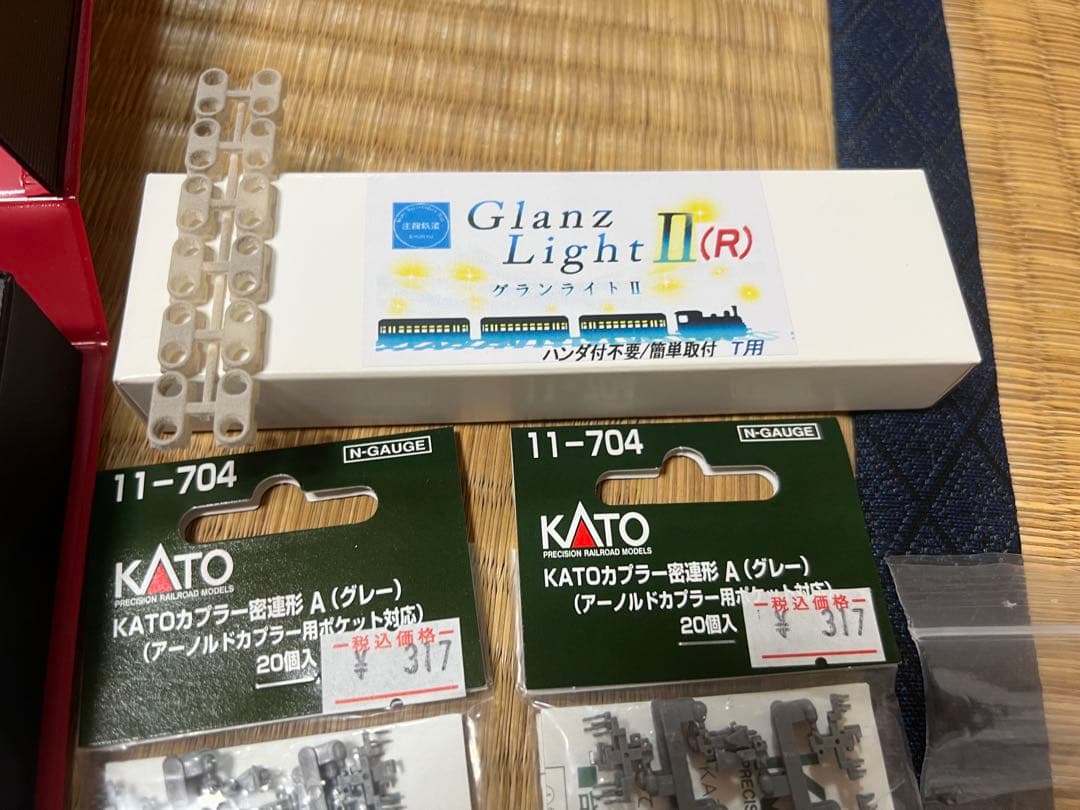 Glanz
Light II(R)
グランライトII
ハンダ付不要/簡単取付 T用
11-704
N-GAUGE
KATO
PRECISION RAILROAD MODELS
KATOカプラー密連形 A (グレー)
(アーノルドカプラー用ポケット対応)
20個入
税込価格
¥ 317
11-704
N-GAUGE
KATO
PRECISION RAILROAD MODELS
KATOカプラー密連形 A (グレー)
(アーノルドカプラー用ポケット対応)
20個入
税込価格
¥ 317